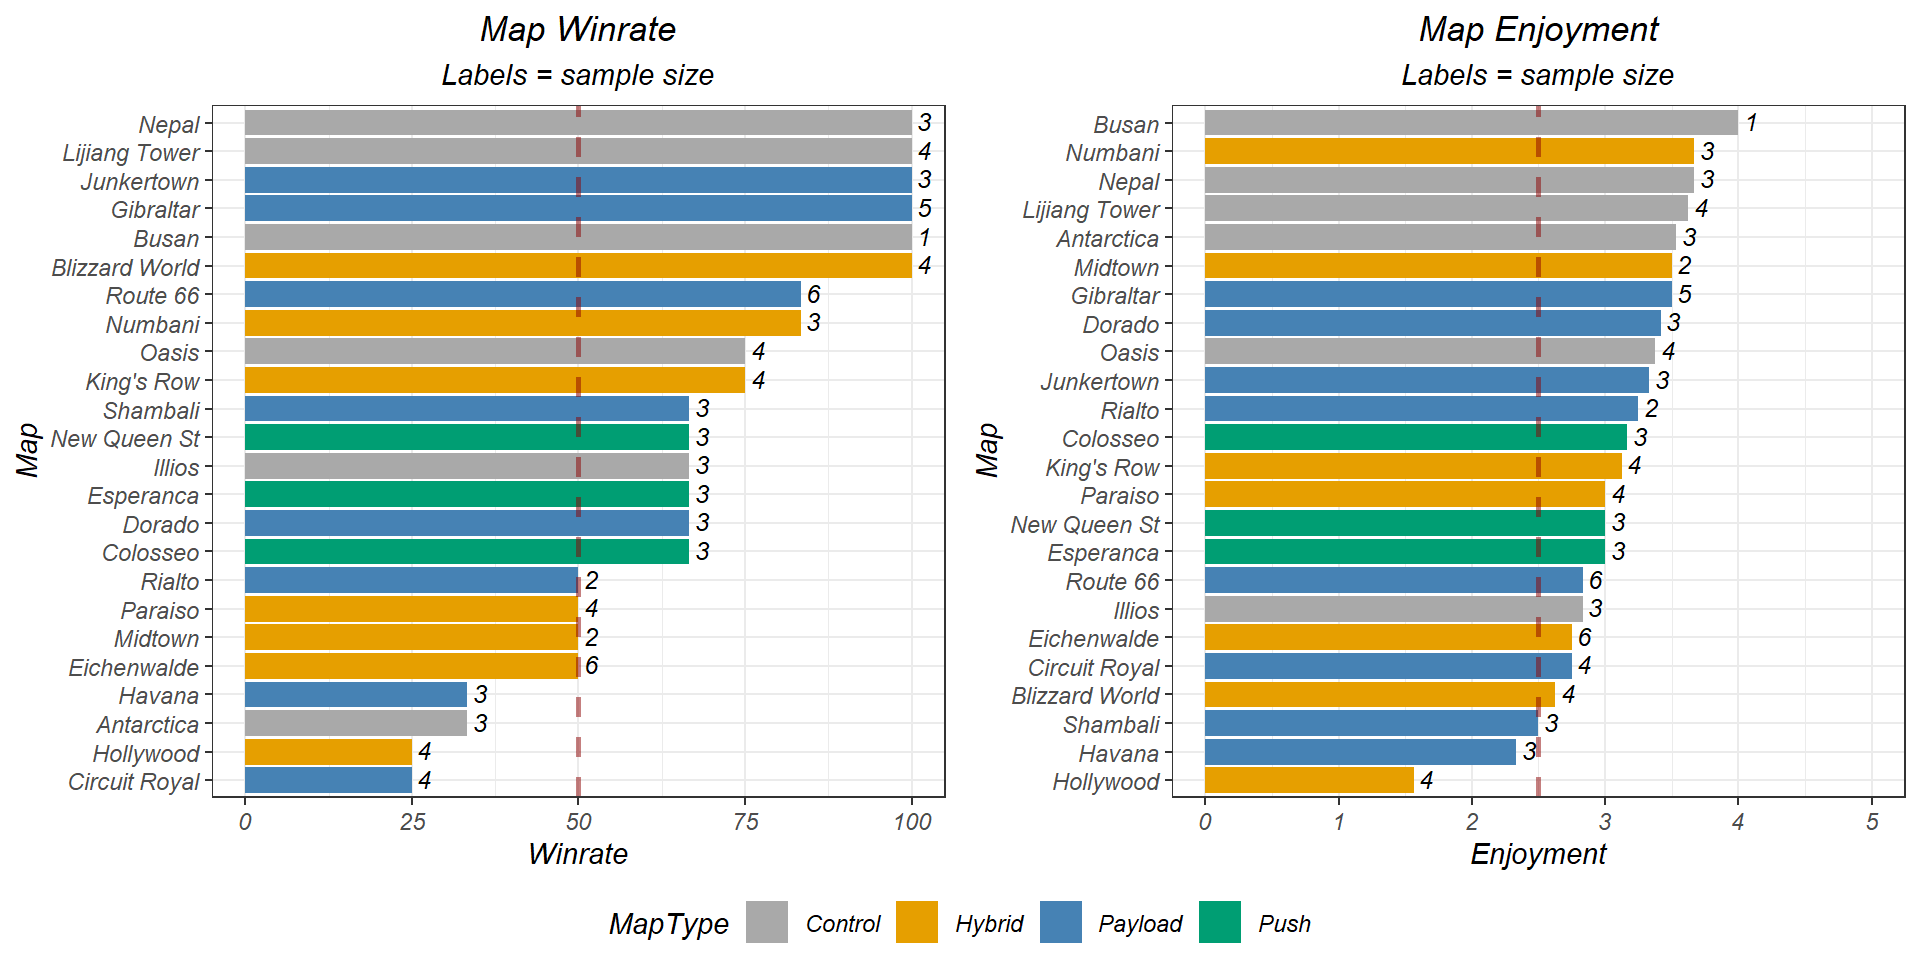 Map Winrate
Labels = sample size
Map
Nepal 3
Lijiang Tower 4
Junkertown 3
Gibraltar 5
Busan 1
Blizzard World 4
Route 66 6
Numbani 3
Oasis 4
King's Row 4
Shambali 3
New Queen St 3
Illios 3
Esperanca 3
Dorado 3
Colosseo 3
Rialto 2
Paraiso 4
Midtown 2
Eichenwalde 6
Havana 3
Antarctica 3
Hollywood 4
Circuit Royal 4
0 25 50 75 100
Winrate
Map Enjoyment
Labels = sample size
Map
Busan 1
Numbani 3
Nepal 3
Lijiang Tower 4
Antarctica 3
Midtown 2
Gibraltar 5
Dorado 3
Oasis 4
Junkertown 3
Rialto 2
Colosseo 3
King's Row 4
Paraiso 4
New Queen St 3
Esperanca 3
Route 66 6
Illios 3
Eichenwalde 6
Circuit Royal 4
Blizzard World 4
Shambali 3
Havana 3
Hollywood 4
0 1 2 3 4 5
Enjoyment
MapType Control Hybrid Payload Push